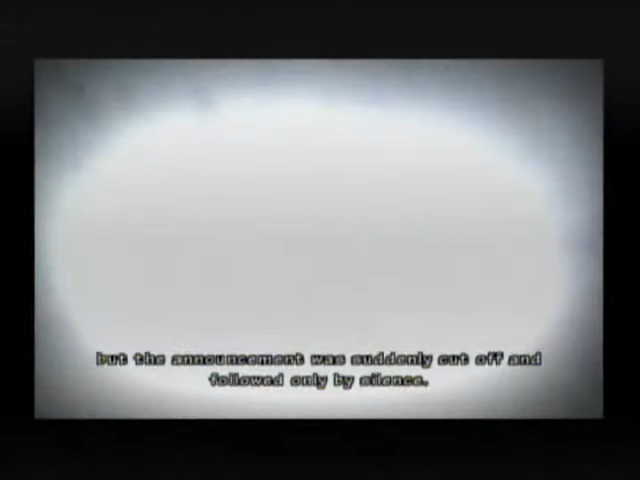 but the announcement was suddenly cut off and
followed only by silence.